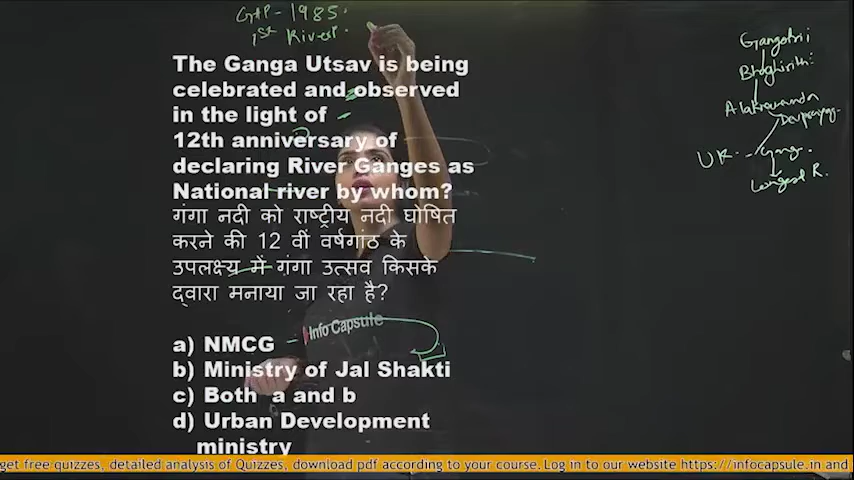 GAP - 1985.
1st River
The Ganga Utsav is being
celebrated and observed
in the light of
12th anniversary of
declaring River Ganges as
National river by whom?
गंगा नदी को राष्ट्रीय नदी घोषित
करने की 12 वीं वर्षगांठ के
उपलक्ष्य में गंगा उत्सव किसके
द्वारा मनाया जा रहा है?
a) NMCG
b) Ministry of Jal Shakti
c) Both a and b
d) Urban Development
ministry
Info Capsule
Gangotri
Alaknanda
Devprayag.
UK -
Longest R.
get free quizzes, detailed analysis of Quizzes, download pdf according to your course. Log in to our website https://infocapsule.in and